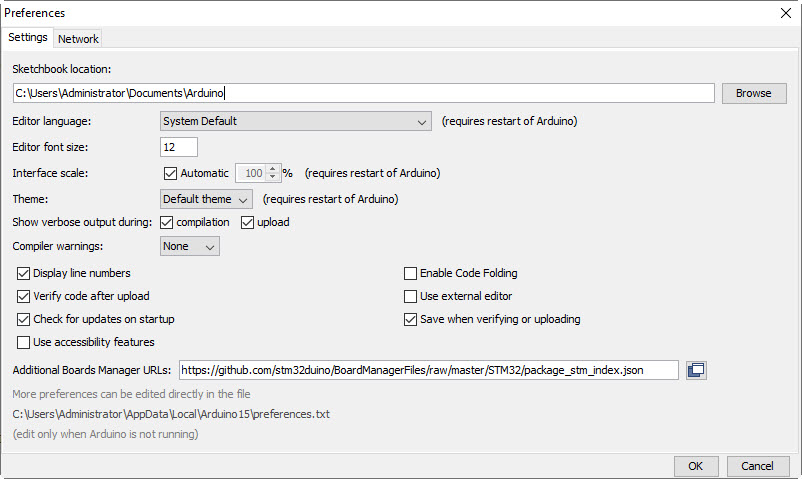 Preferences
Settings Network
Sketchbook location:
C:\Users\Administrator\Documents\Arduino
Browse
Editor language: System Default (requires restart of Arduino)
Editor font size: 12
Interface scale: Automatic 100 % (requires restart of Arduino)
Theme: Default theme (requires restart of Arduino)
Show verbose output during: compilation upload
Compiler warnings: None
Display line numbers Enable Code Folding
Verify code after upload Use external editor
Check for updates on startup Save when verifying or uploading
Use accessibility features
Additional Boards Manager URLs: https://github.com/stm32duino/BoardManagerFiles/raw/master/STM32/package_stm_index.json
More preferences can be edited directly in the file
C:\Users\Administrator\AppData\Local\Arduino15\preferences.txt
(edit only when Arduino is not running)
OK Cancel